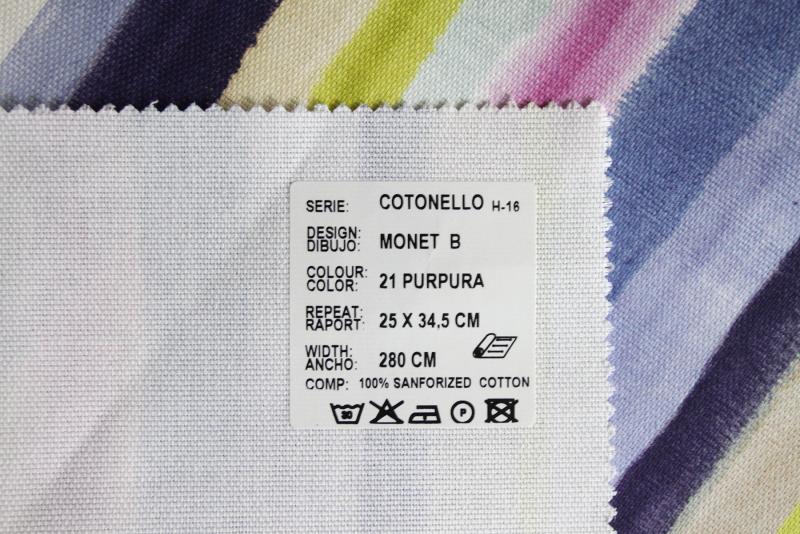 SERIE: COTONELLO H-16
DESIGN:
DIBUJO: MONET B
COLOUR:
COLOR: 21 PURPURA
REPEAT:
RAPORT: 25 X 34,5 CM
WIDTH:
ANCHO: 280 CM
COMP: 100% SANFORIZED COTTON
30 P